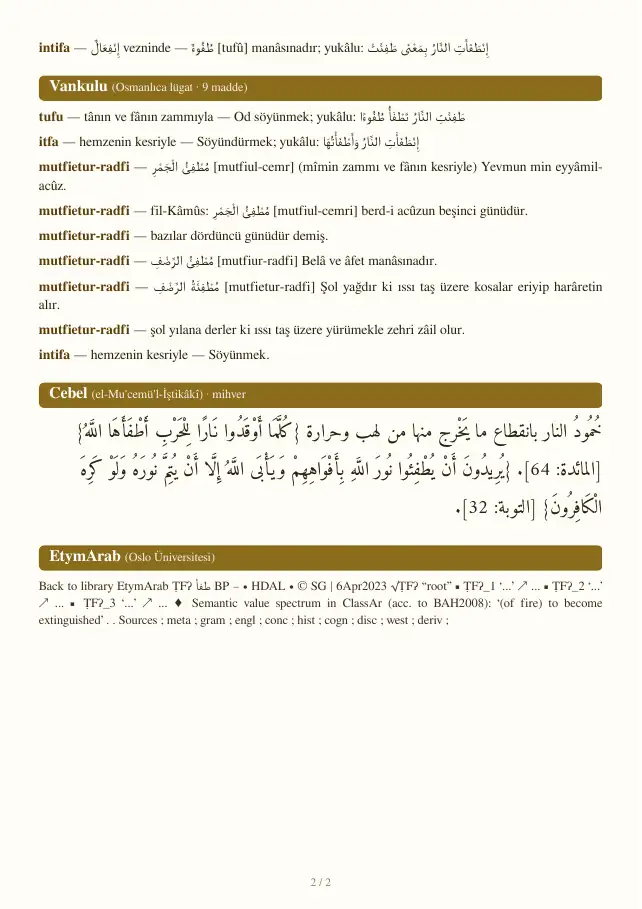 intifa — إِنْفِعَالٌ vezninde — طُفُوءٌ [tufû] manâsınadır; yukâlu: إِنْطَفَأَتِ النَّارُ بِمَعْنَى طَفِئَتْ
Vankulu (Osmanlıca lügat · 9 madde)
tufu — tânın ve fânın zammıyla — Od söyünmek; yukâlu: طَفِئَتِ النَّارُ تَطْفَأُ طُفُوءًا
itfa — hemzenin kesriyle — Söyündürmek; yukâlu: إِنْطَفَأَتِ النَّارُ وَأَطْفَأْتُهَا
mutfietur-radfi — مُطْفِئُ الْجَمْرِ [mutfiul-cemr] (mîmin zammı ve fânın kesriyle) Yevmun min eyyâmil-
acûz.
mutfietur-radfi — fil-Kâmûs: مُطْفِئُ الْجَمْرِ [mutfiul-cemri] berd-i acûzun beşinci günüdür.
mutfietur-radfi — bazılar dördüncü günüdür demiş.
mutfietur-radfi — مُطْفِئُ الرَّضْفِ [mutfiur-radfi] Belâ ve âfet manâsınadır.
mutfietur-radfi — مُطْفِئَةُ الرَّضْفِ [mutfietur-radfi] Şol yağdır ki ıssı taş üzere kosalar eriyip harâretin
alır.
mutfietur-radfi — şol yılana derler ki ıssı taş üzere yürümekle zehri zâil olur.
intifa — hemzenin kesriyle — Söyünmek.
Cebel (el-Mu'cemü'l-İştikâkî) · mihver
خُمُودُ النار بانقطاع ما يَخْرج منها من لهب وحرارة {كُلَّمَا أَوْقَدُوا نَارًا لِلْحَرْبِ أَطْفَأَهَا اللَّهُ}
[المائدة: 64]. {يُرِيدُونَ أَنْ يُطْفِئُوا نُورَ اللَّهِ بِأَفْوَاهِهِمْ وَيَأْبَى اللَّهُ إِلَّا أَنْ يُتِمَّ نُورَهُ وَلَوْ كَرِهَ
الْكَافِرُونَ} [التوبة: 32].
EtymArab (Oslo Üniversitesi)
Back to library EtymArab ṬFʔ طفأ BP – • HDAL • © SG | 6Apr2023 √ṬFʔ “root” ▪ ṬFʔ_1 ‘...’ ↗ ... ▪ ṬFʔ_2 ‘...’
↗ ... ▪ ṬFʔ_3 ‘...’ ↗ ... ♦ Semantic value spectrum in ClassAr (acc. to BAH2008): ‘(of fire) to become
extinguished’ . . Sources ; meta ; gram ; engl ; conc ; hist ; cogn ; disc ; west ; deriv ;
2 / 2